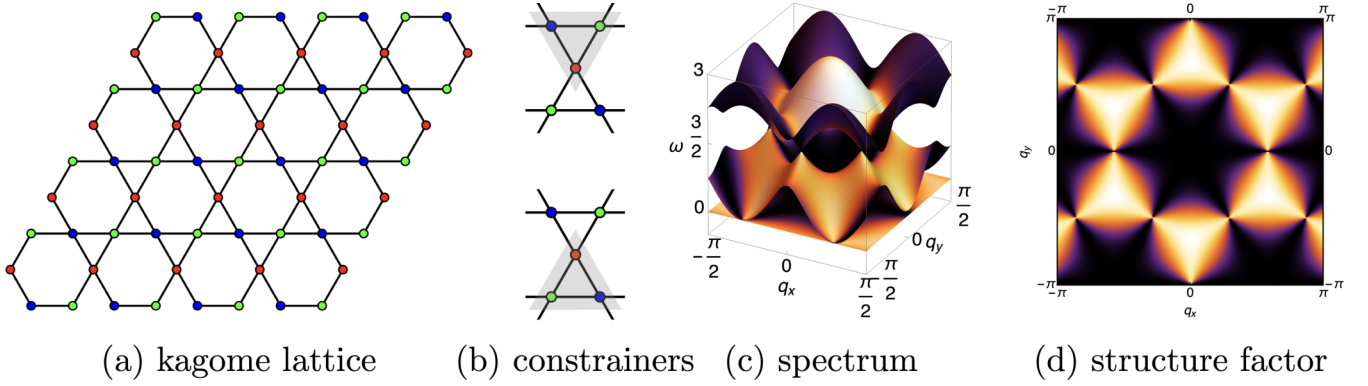 3
3/2
ω
0
-π/2
0
π/2
-π/2
0
π/2
q_x
q_y
-π 0 π
π π
q_y 0 0
-π -π
-π 0 π
q_x
(a) kagome lattice (b) constrainers (c) spectrum (d) structure factor